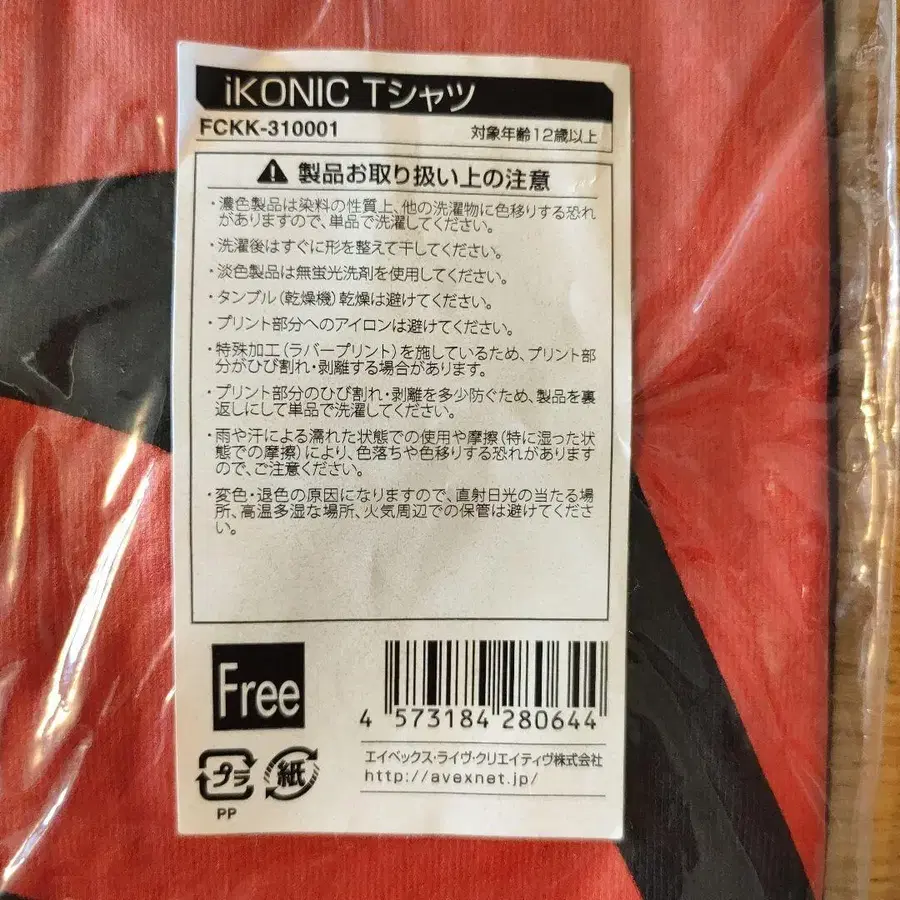 iKONIC Tシャツ
FCKK-310001
対象年齢12歳以上
製品お取り扱い上の注意
・濃色製品は染料の性質上、他の洗濯物に色移りする恐れ
がありますので、単品で洗濯してください。
・洗濯後はすぐに形を整えて干してください。
・淡色製品は無蛍光洗剤を使用してください。
・タンブル(乾燥機)乾燥は避けてください。
・プリント部分へのアイロンは避けてください。
・特殊加工(ラバープリント)を施しているため、プリント部
分がひび割れ・剥離する場合があります。
・プリント部分のひび割れ・剥離を多少防ぐため、製品を裏
返しにして単品で洗濯してください。
・雨や汗による濡れた状態での使用や摩擦(特に湿った状
態での摩擦)により、色落ちや色移りする恐れがあります
ので、ご注意ください。
・変色・退色の原因になりますので、直射日光の当たる場
所、高温多湿な場所、火気周辺での保管は避けてくださ
い。
Free
4 573184 280644
プラ
紙
PP
エイベックス・ライヴ・クリエイティヴ株式会社
http://avexnet.jp/